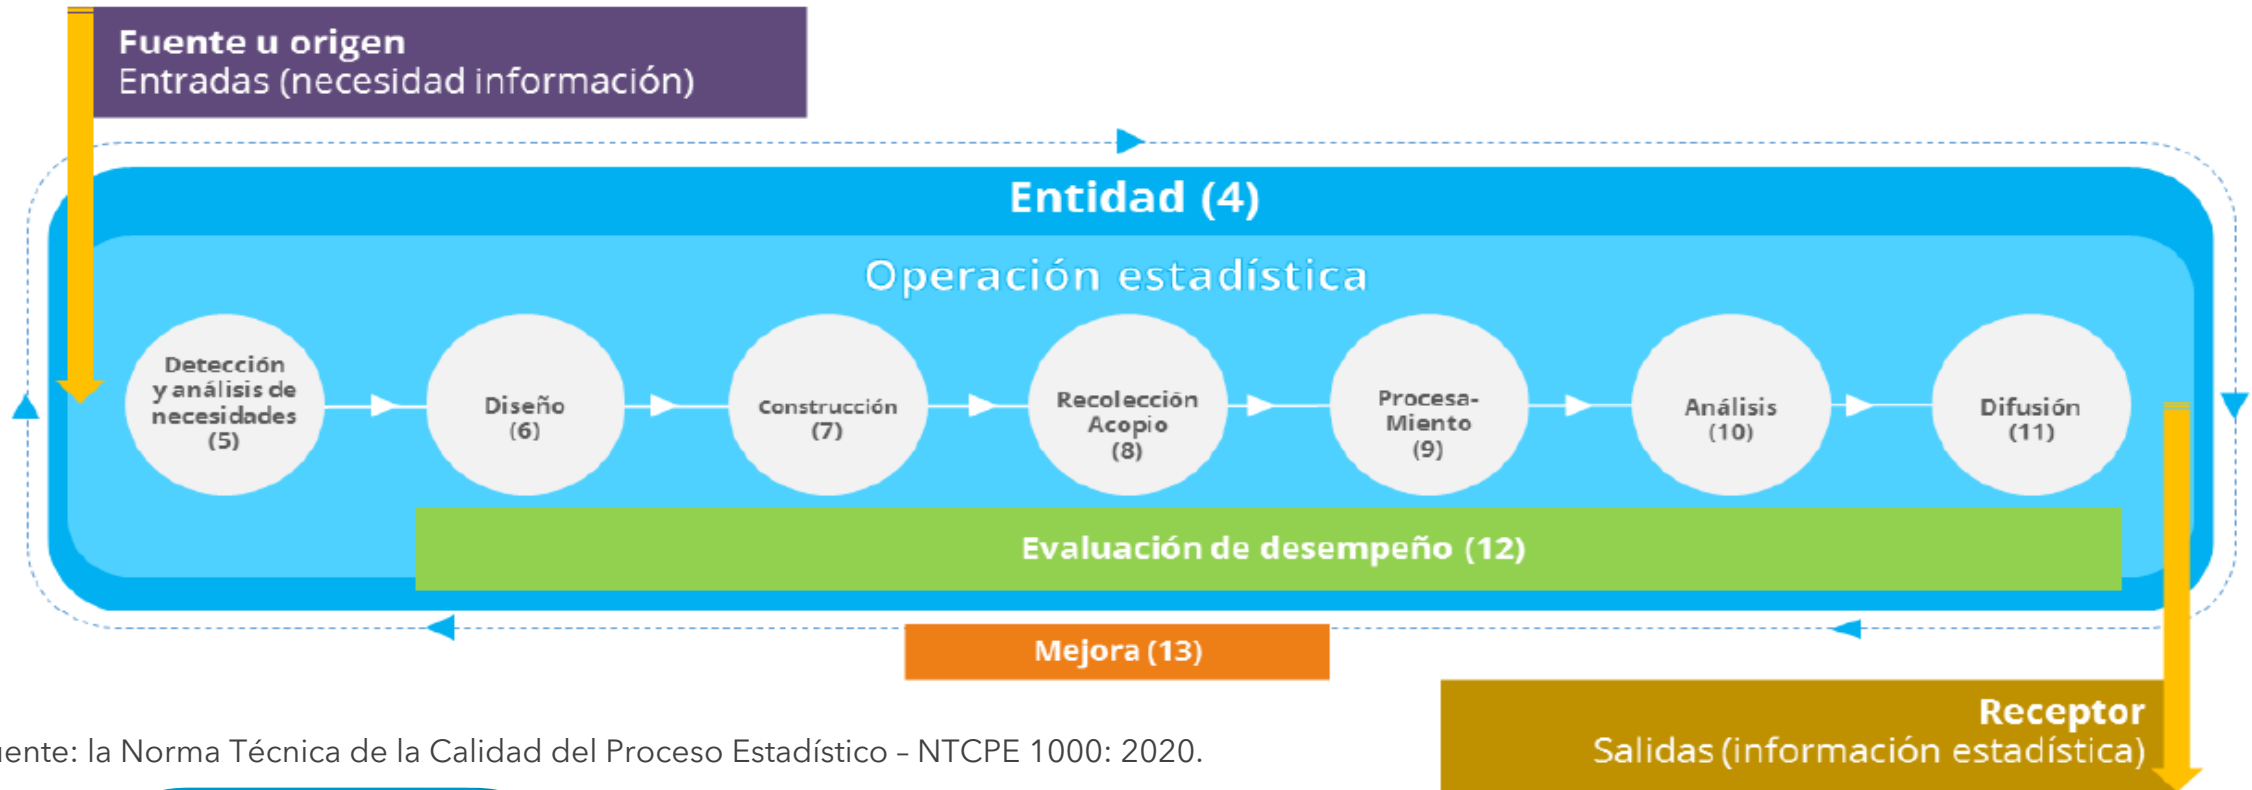 Fuente u origen
Entradas (necesidad información)
Entidad (4)
Operación estadística
Detección
y análisis de
necesidades
(5)
Diseño
(6)
Construcción
(7)
Recolección
Acopio
(8)
Procesa-
Miento
(9)
Análisis
(10)
Difusión
(11)
Evaluación de desempeño (12)
Mejora (13)
Receptor
Salidas (información estadística)
uente: la Norma Técnica de la Calidad del Proceso Estadístico – NTCPE 1000: 2020.